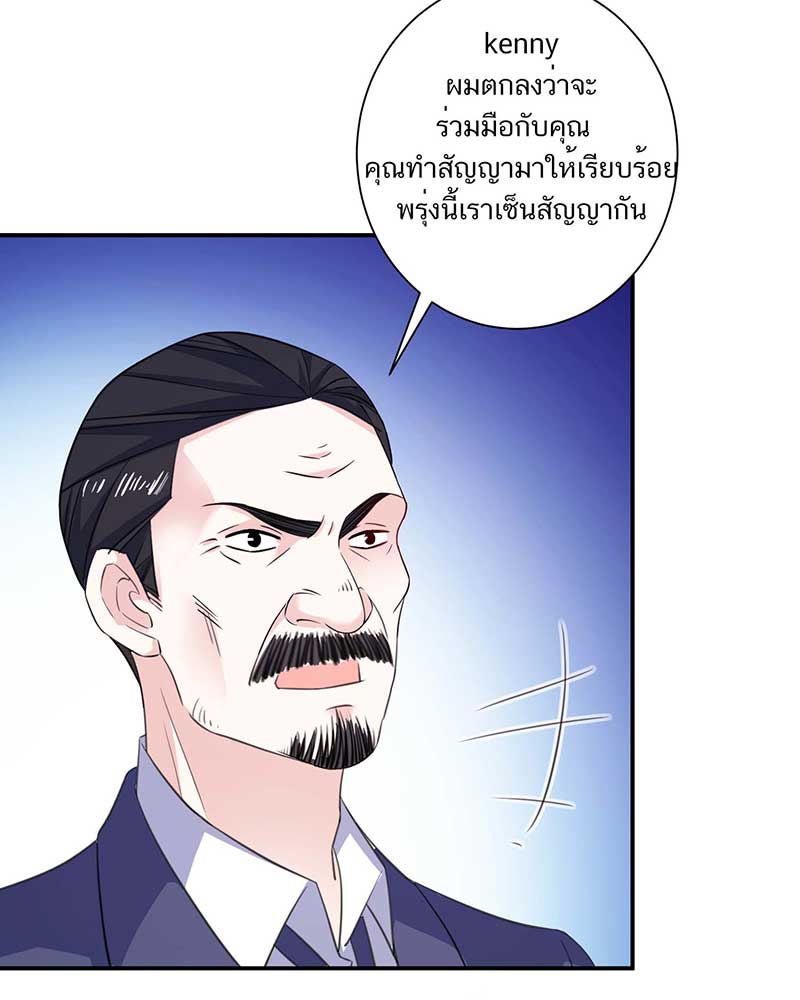 kenny
ผมตกลงว่าจะ
ร่วมมือกับคุณ
คุณทำสัญญามาให้เรียบร้อย
พรุ่งนี้เราเซ็นสัญญากัน